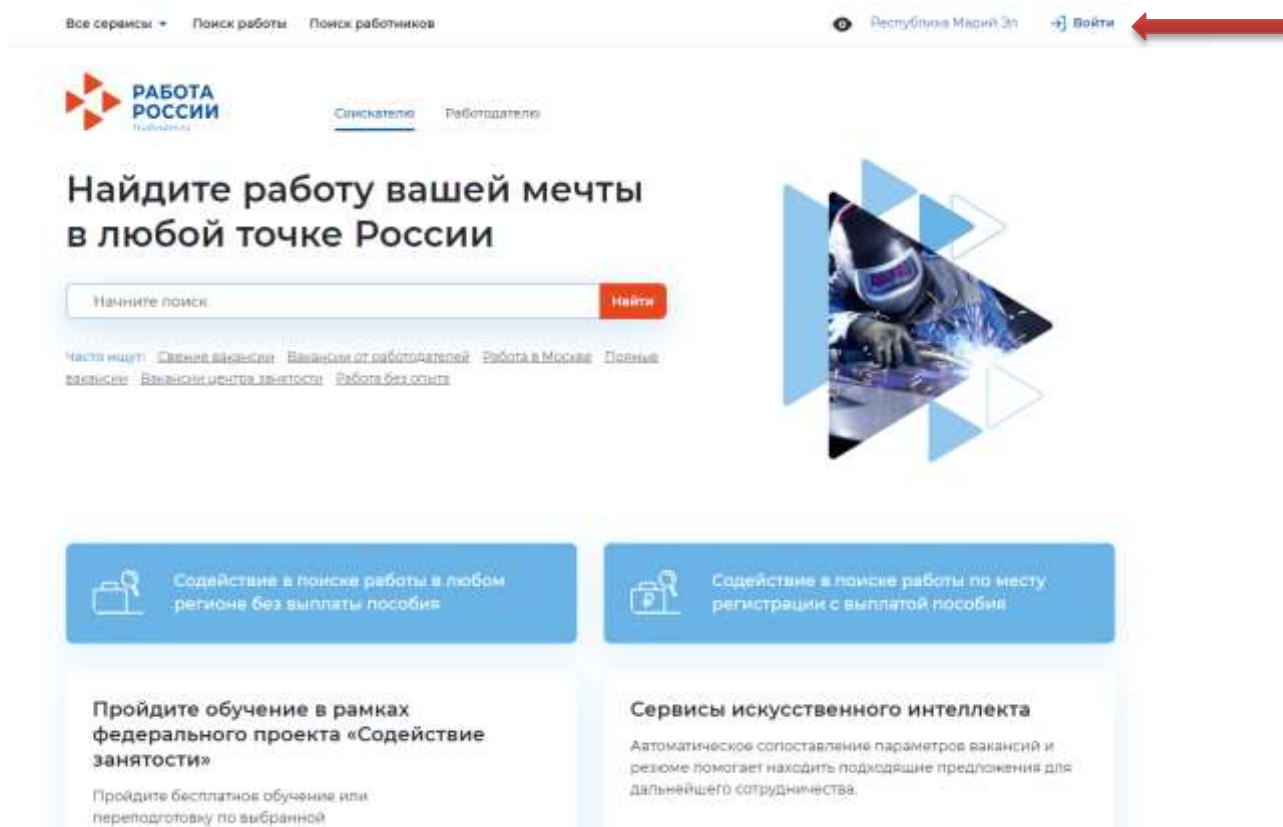 Все сервисы Поиск работы Поиск работников
Республика Марий Эл Войти
РАБОТА
РОССИИ
Соискателю Работодателю
Найдите работу вашей мечты
в любой точке России
Начните поиск
Найти
Часто ищут: Свежие вакансии Вакансии от работодателей Работа в Москве Полные
вакансии Вакансии центра занятости Работа без опыта
Содействие в поиске работы в любом
регионе без выплаты пособия
Содействие в поиске работы по месту
регистрации с выплатой пособия
Пройдите обучение в рамках
федерального проекта «Содействие
занятости»
Пройдите бесплатное обучение или
переподготовку по выбранной
Сервисы искусственного интеллекта
Автоматическое сопоставление параметров вакансий и
резюме помогает находить подходящие предложения для
дальнейшего сотрудничества.